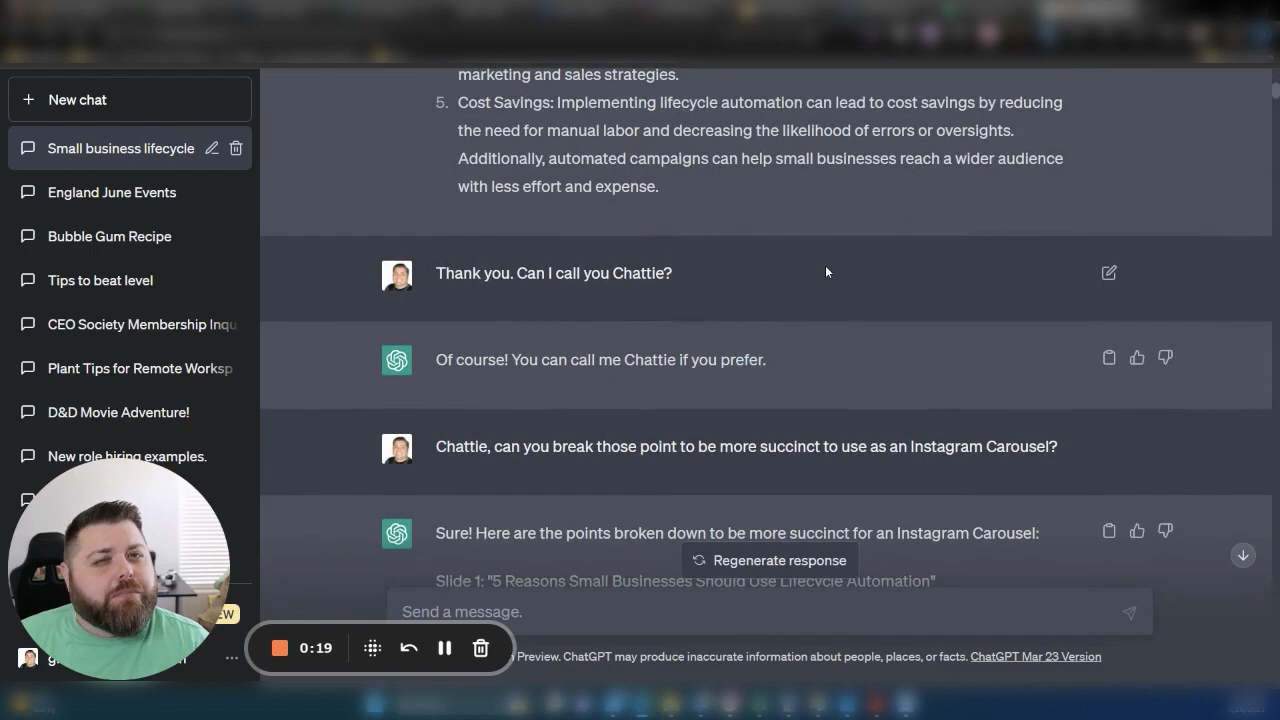 marketing and sales strategies.
5. Cost Savings: Implementing lifecycle automation can lead to cost savings by reducing
the need for manual labor and decreasing the likelihood of errors or oversights.
Additionally, automated campaigns can help small businesses reach a wider audience
with less effort and expense.
New chat
Small business lifecycle
England June Events
Bubble Gum Recipe
Tips to beat level
CEO Society Membership Inqu
Plant Tips for Remote Worksp
D&D Movie Adventure!
New role hiring examples.
Thank you. Can I call you Chattie?
Of course! You can call me Chattie if you prefer.
Chattie, can you break those point to be more succinct to use as an Instagram Carousel?
Sure! Here are the points broken down to be more succinct for an Instagram Carousel:
Regenerate response
Slide 1: "5 Reasons Small Businesses Should Use Lifecycle Automation"
Send a message.
0:19
Preview. ChatGPT may produce inaccurate information about people, places, or facts. ChatGPT Mar 23 Version